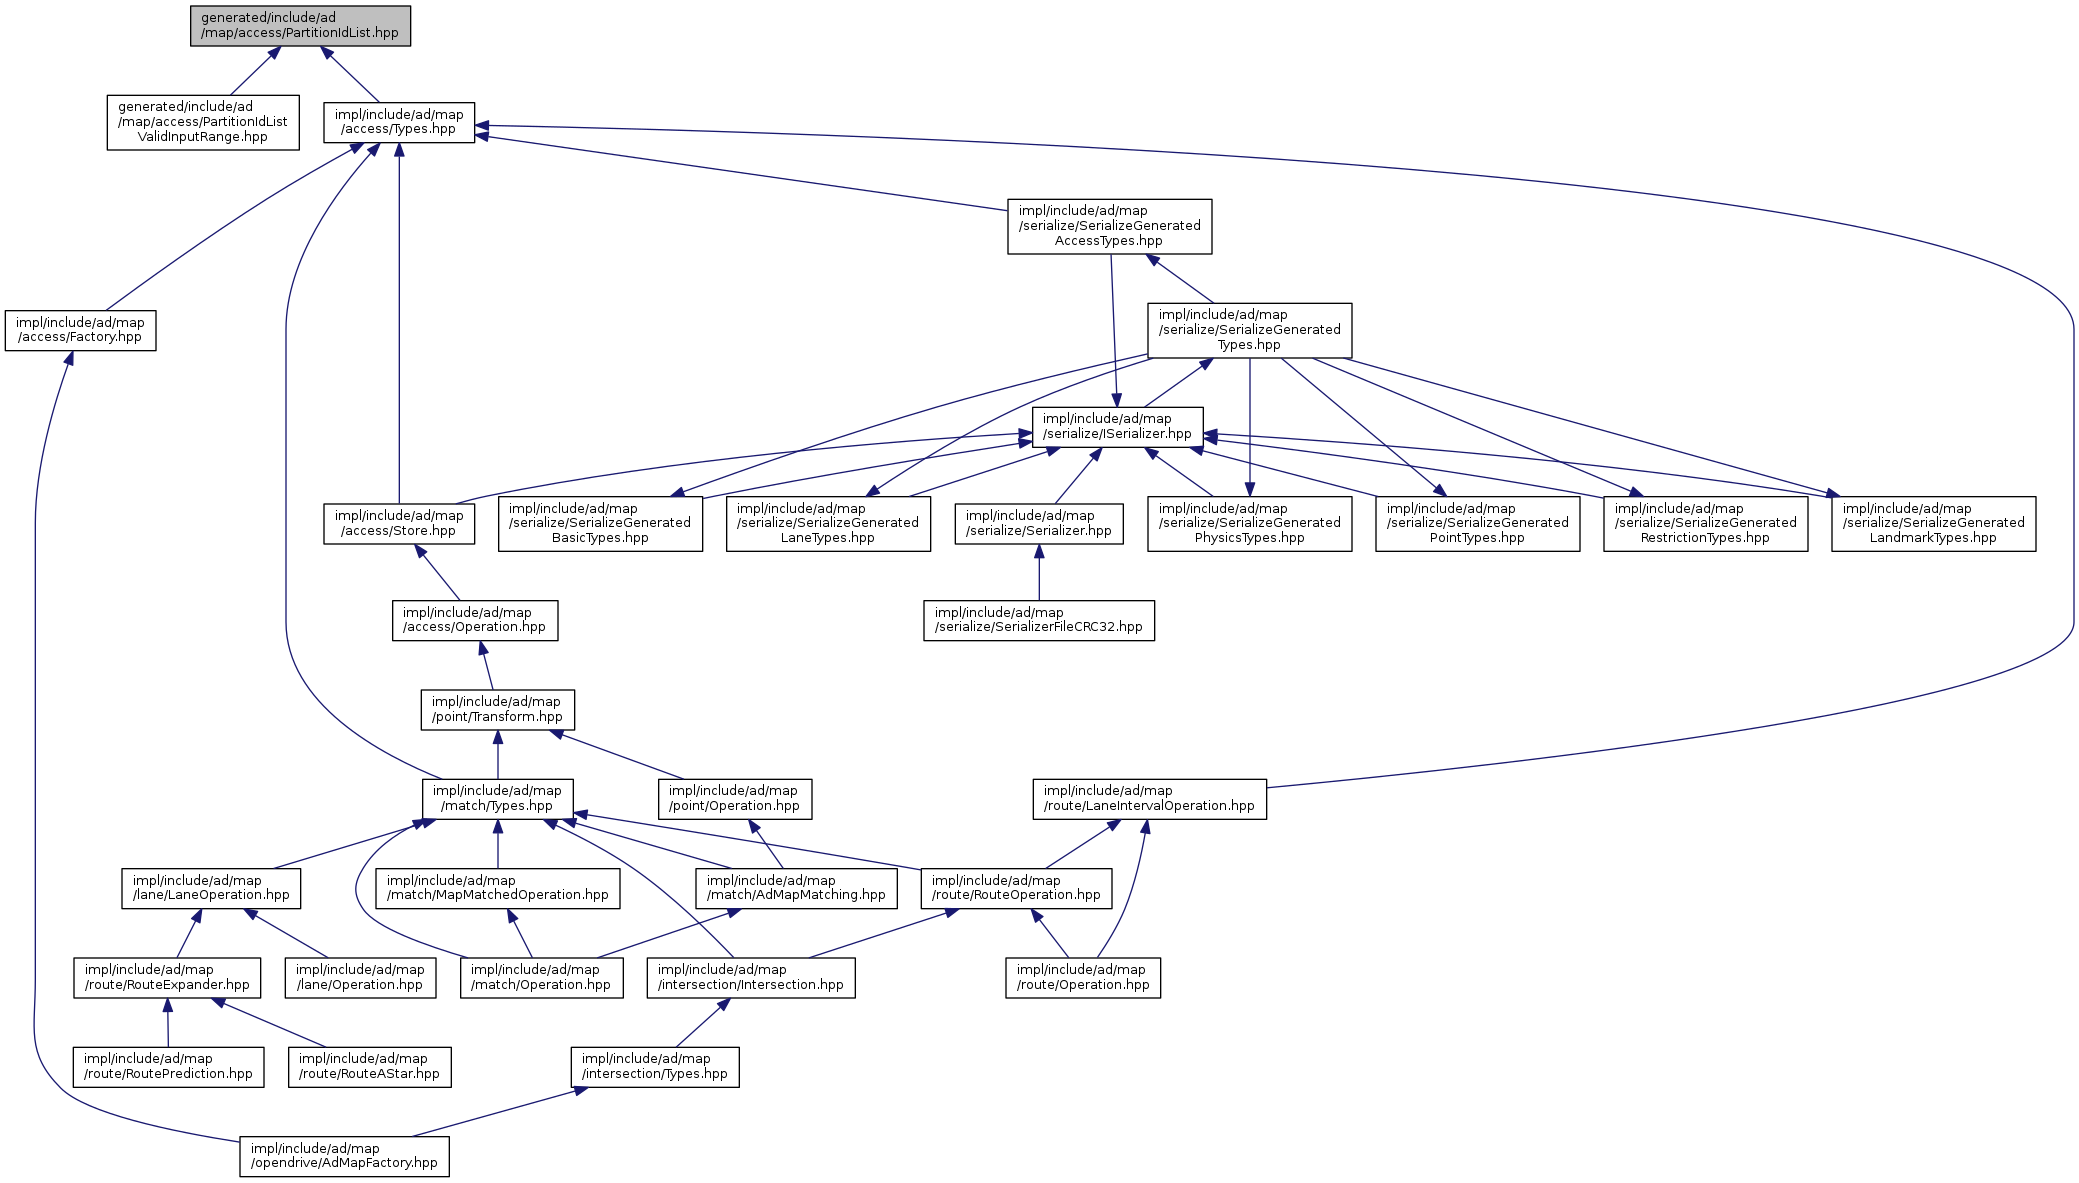 generated/include/ad
/map/access/PartitionIdList.hpp
generated/include/ad
/map/access/PartitionIdList
ValidInputRange.hpp
impl/include/ad/map
/access/Types.hpp
impl/include/ad/map
/serialize/SerializeGenerated
AccessTypes.hpp
impl/include/ad/map
/access/Factory.hpp
impl/include/ad/map
/serialize/SerializeGenerated
Types.hpp
impl/include/ad/map
/serialize/ISerializer.hpp
impl/include/ad/map
/access/Store.hpp
impl/include/ad/map
/serialize/SerializeGenerated
BasicTypes.hpp
impl/include/ad/map
/serialize/SerializeGenerated
LaneTypes.hpp
impl/include/ad/map
/serialize/Serializer.hpp
impl/include/ad/map
/serialize/SerializeGenerated
PhysicsTypes.hpp
impl/include/ad/map
/serialize/SerializeGenerated
PointTypes.hpp
impl/include/ad/map
/serialize/SerializeGenerated
RestrictionTypes.hpp
impl/include/ad/map
/serialize/SerializeGenerated
LandmarkTypes.hpp
impl/include/ad/map
/access/Operation.hpp
impl/include/ad/map
/serialize/SerializerFileCRC32.hpp
impl/include/ad/map
/point/Transform.hpp
impl/include/ad/map
/match/Types.hpp
impl/include/ad/map
/point/Operation.hpp
impl/include/ad/map
/route/LaneIntervalOperation.hpp
impl/include/ad/map
/lane/LaneOperation.hpp
impl/include/ad/map
/match/MapMatchedOperation.hpp
impl/include/ad/map
/match/AdMapMatching.hpp
impl/include/ad/map
/route/RouteOperation.hpp
impl/include/ad/map
/route/RouteExpander.hpp
impl/include/ad/map
/lane/Operation.hpp
impl/include/ad/map
/match/Operation.hpp
impl/include/ad/map
/intersection/Intersection.hpp
impl/include/ad/map
/route/Operation.hpp
impl/include/ad/map
/route/RoutePrediction.hpp
impl/include/ad/map
/route/RouteAStar.hpp
impl/include/ad/map
/intersection/Types.hpp
impl/include/ad/map
/opendrive/AdMapFactory.hpp